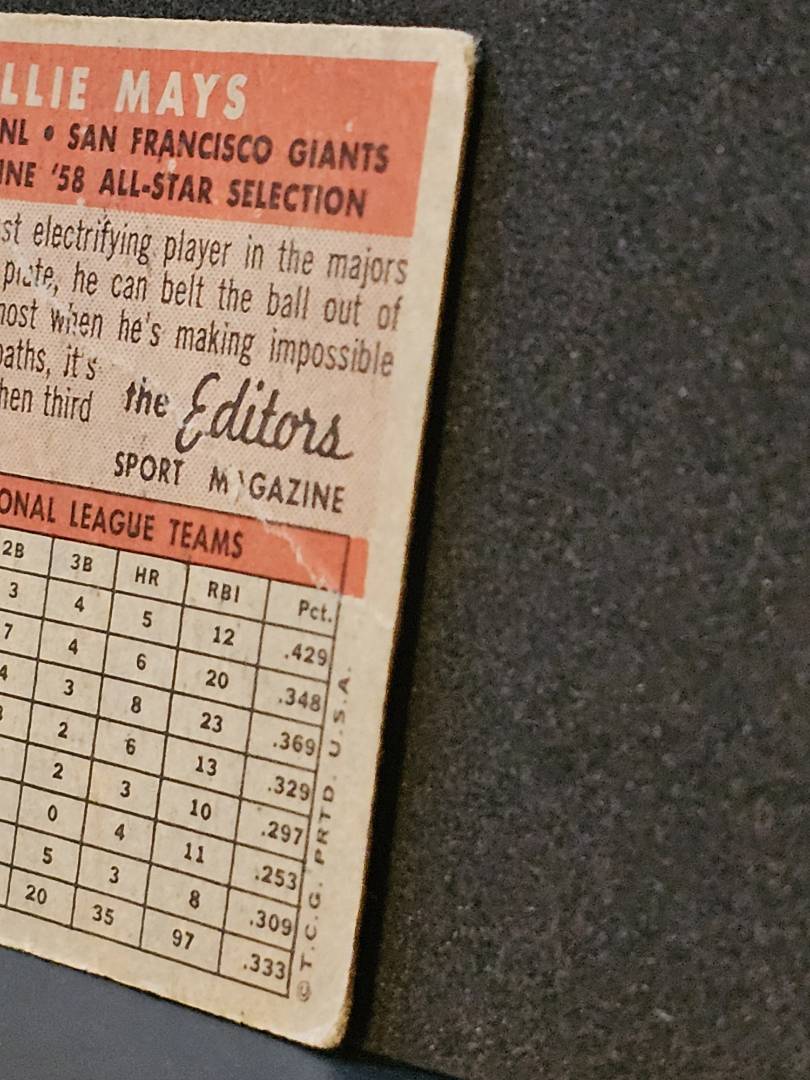 LLIE MAYS
NL • SAN FRANCISCO GIANTS
INE '58 ALL-STAR SELECTION
st electrifying player in the majors
plate, he can belt the ball out of
most when he's making impossible
paths, it's
hen third the Editors
SPORT MAGAZINE
ONAL LEAGUE TEAMS
2B 3B HR RBI Pct.
3 4 5 12 .429
7 4 6 20 .348
4 3 8 23 .369
3 2 6 13 .329
2 3 10 .297
0 4 11 .253
5 3 8 .309
20 35 97 .333
© T.C.G. PRTD. U.S.A.